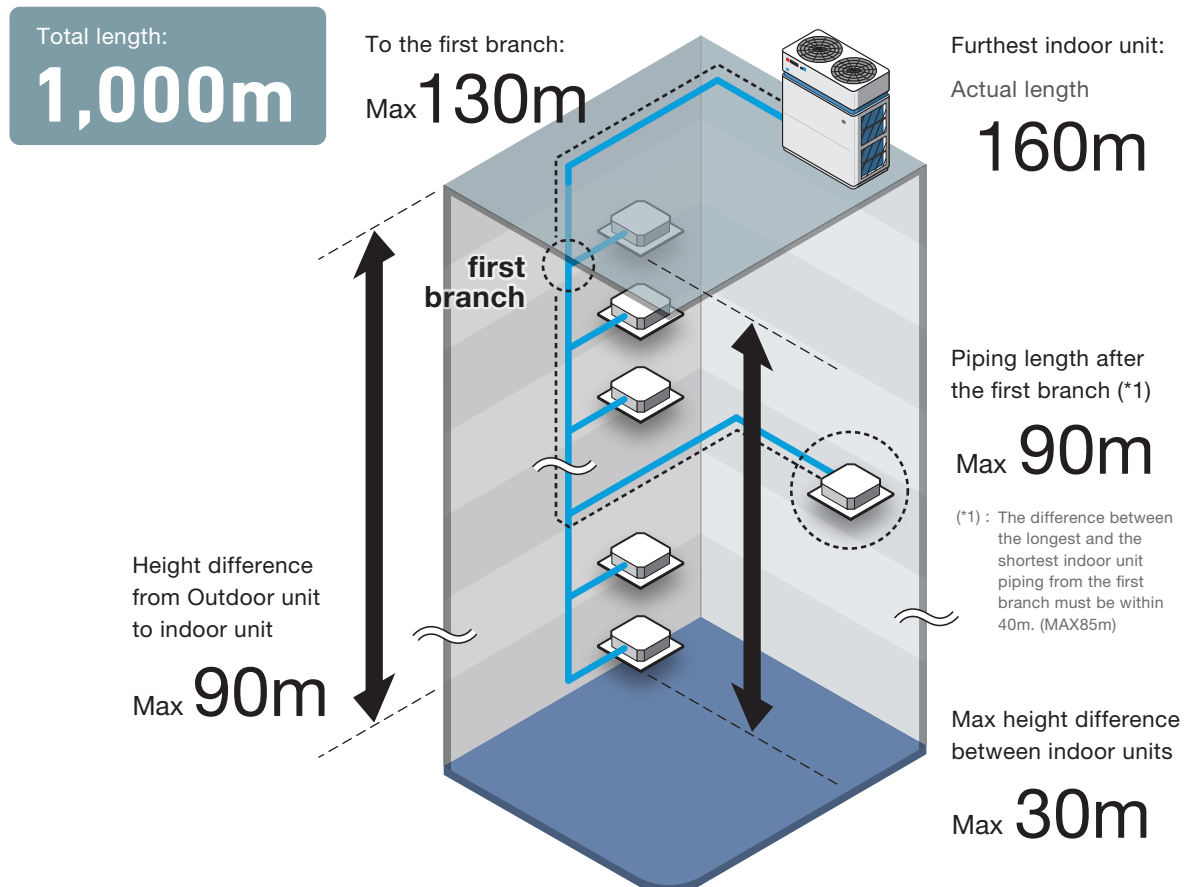 Total length:
1,000m
To the first branch:
Max 130m
Furthest indoor unit:
Actual length
160m
first
branch
Piping length after
the first branch (*1)
Max 90m
(*1) : The difference between
the longest and the
shortest indoor unit
piping from the first
branch must be within
40m. (MAX85m)
Height difference
from Outdoor unit
to indoor unit
Max 90m
Max height difference
between indoor units
Max 30m